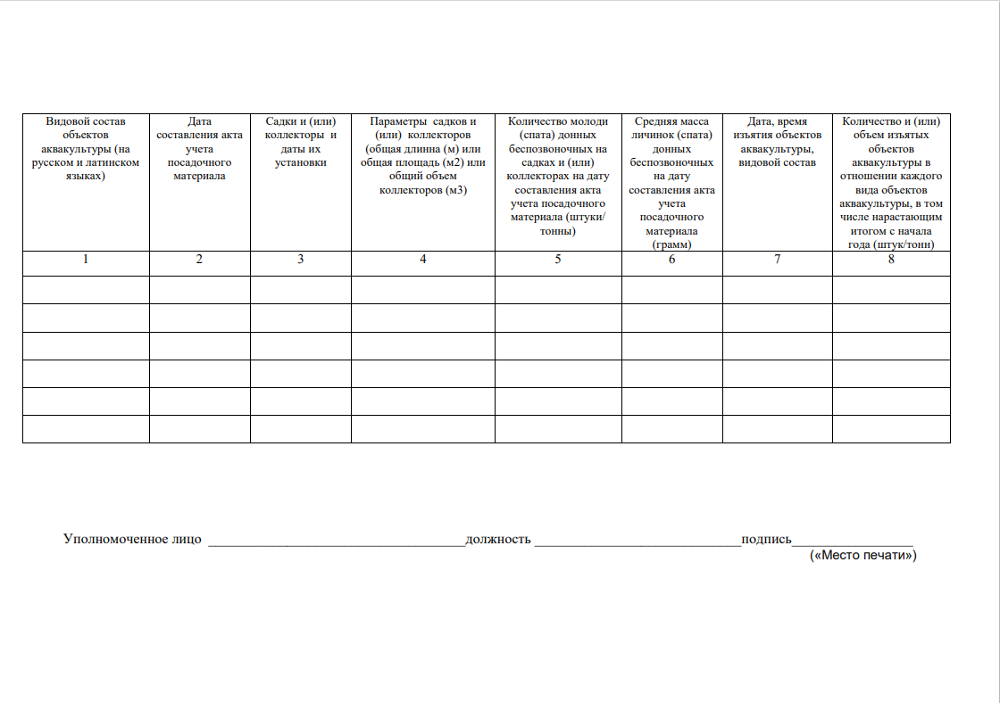 Видовой состав
объектов
аквакультуры (на
русском и латинском
языках)
Дата
составления акта
учета
посадочного
материала
Садки и (или)
коллекторы и
даты их
установки
Параметры садков и
(или) коллекторов
(общая длинна (м) или
общая площадь (м2) или
общий объем
коллекторов (м3)
Количество молоди
(спата) донных
беспозвоночных на
садках и (или)
коллекторах на дату
составления акта
учета посадочного
материала (штуки/
тонны)
Средняя масса
личинок (спата)
донных
беспозвоночных
на дату
составления акта
учета
посадочного
материала
(грамм)
Дата, время
изъятия объектов
аквакультуры,
видовой состав
Количество и (или)
объем изъятых
объектов
аквакультуры в
отношении каждого
вида объектов
аквакультуры, в том
числе нарастающим
итогом с начала
года (штук/тонн)
1 2 3 4 5 6 7 8
Уполномоченное лицо ____________________________________должность _____________________________подпись_________________
(«Место печати»)